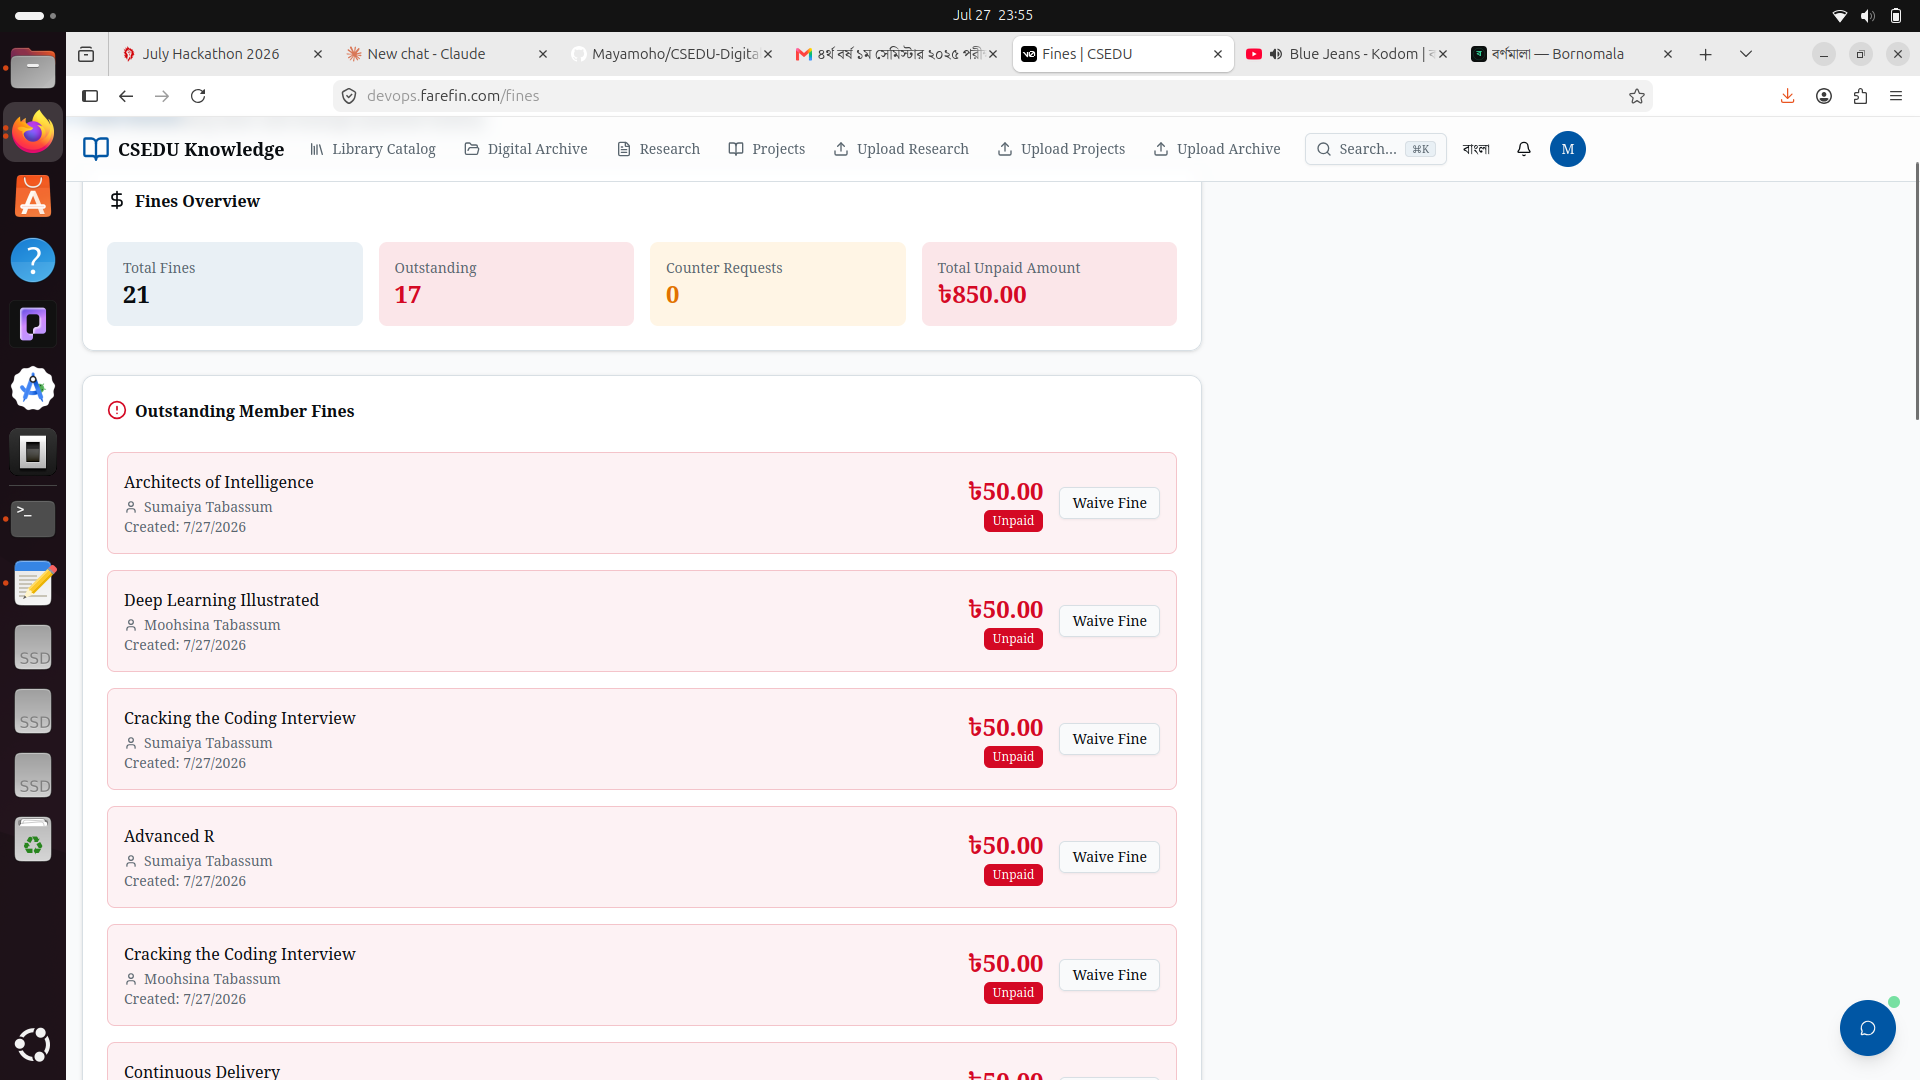 Jul 27 23:55
July Hackathon 2026
New chat - Claude
Mayamoho/CSEDU-Digita
৪র্থ বর্ষ ১ম সেমিস্টার ২০২৫ পরী
Fines | CSEDU
Blue Jeans - Kodom |
বর্ণমালা — Bornomala
devops.farefin.com/fines
CSEDU Knowledge
Library Catalog
Digital Archive
Research
Projects
Upload Research
Upload Projects
Upload Archive
Search... ⌘K
বাংলা
M
Fines Overview
Total Fines
21
Outstanding
17
Counter Requests
0
Total Unpaid Amount
৳850.00
Outstanding Member Fines
Architects of Intelligence
Sumaiya Tabassum
Created: 7/27/2026
৳50.00
Unpaid
Waive Fine
Deep Learning Illustrated
Moohsina Tabassum
Created: 7/27/2026
৳50.00
Unpaid
Waive Fine
Cracking the Coding Interview
Sumaiya Tabassum
Created: 7/27/2026
৳50.00
Unpaid
Waive Fine
Advanced R
Sumaiya Tabassum
Created: 7/27/2026
৳50.00
Unpaid
Waive Fine
Cracking the Coding Interview
Moohsina Tabassum
Created: 7/27/2026
৳50.00
Unpaid
Waive Fine
Continuous Delivery
৳50.00
SSD
SSD
SSD